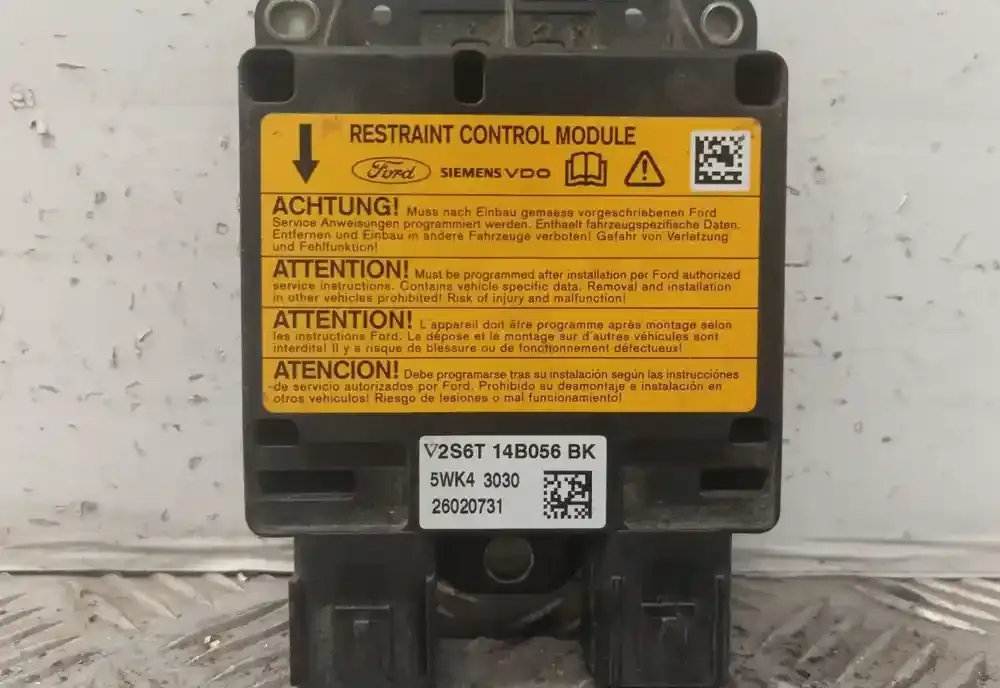 RESTRAINT CONTROL MODULE
Ford SIEMENS VDO
ACHTUNG! Muss nach Einbau gemaess vorgeschriebenen Ford
Service Anweisungen programmiert werden. Enthaelt fahrzeugspezifische Daten.
Entfernen und Einbau in andere Fahrzeuge verboten! Gefahr von Verletzung
und Fehlfunktion!
ATTENTION! Must be programmed after installation per Ford authorized
service instructions. Contains vehicle specific data. Removal and installation
in other vehicles prohibited! Risk of injury and malfunction!
ATTENTION! L'appareil doit être programme après montage selon
les instructions Ford. La dépose et le montage sur d'autres véhicules sont
interdits! Il y a risque de blessure ou de fonctionnement défectueux!
ATENCION! Debe programarse tras su instalación según las instrucciónes
de servicio autorizados por Ford. Prohibido su desmontaje e instalación en
otros vehiculos! Riesgo de lesiones o mal funcionamiento!
2S6T 14B056 BK
5WK4 3030
26020731